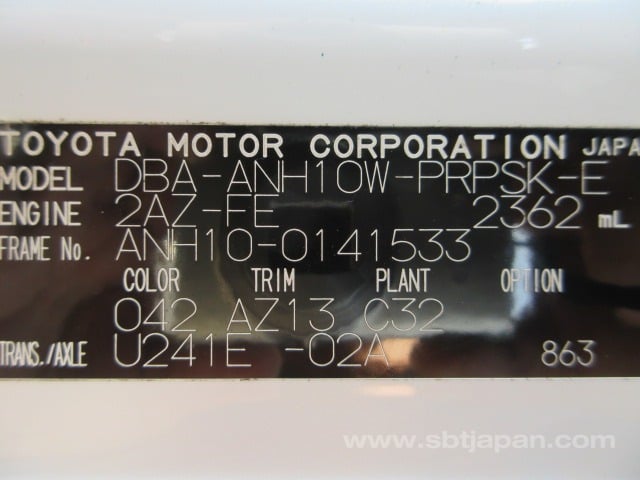 TOYOTA MOTOR CORPORATION JAPA
MODEL DBA-ANH10W-PRPSK-E
ENGINE 2AZ-FE 2362 mL
FRAME No. ANH10-0141533
COLOR TRIM PLANT OPTION
042 AZ13 C32
TRANS./AXLE U241E -02A 863
www.sbtjapan.com